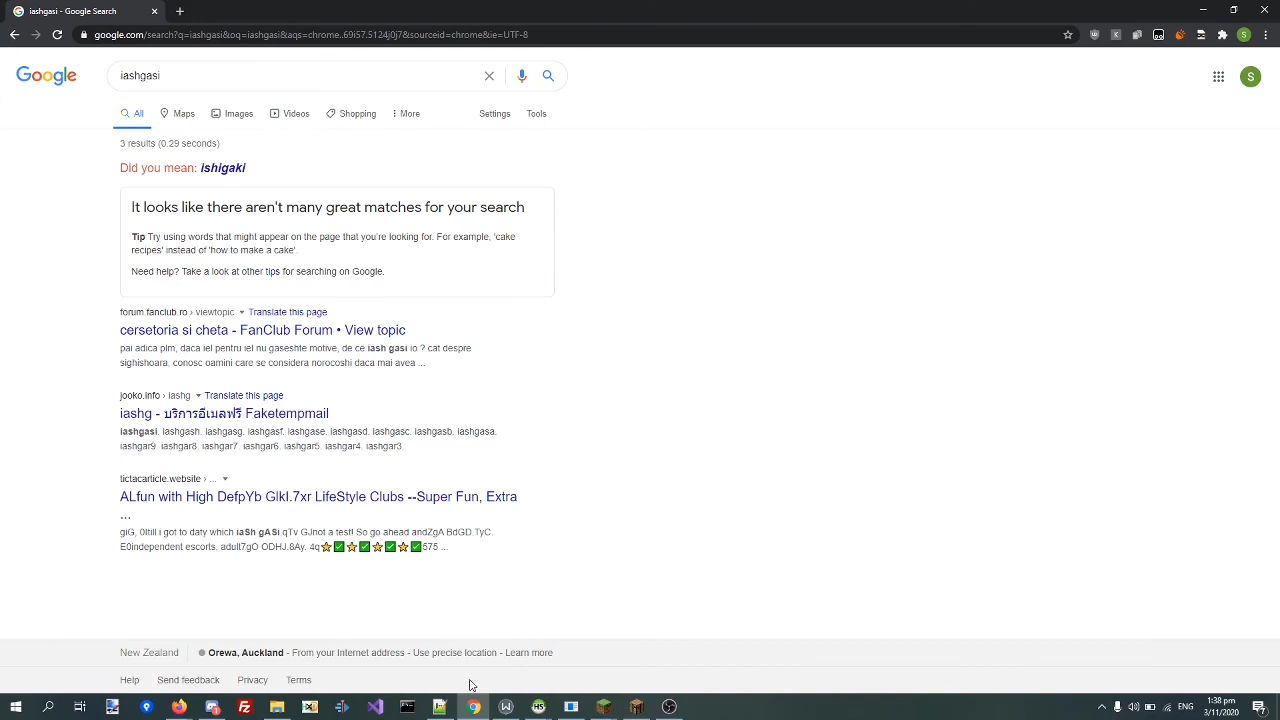 iashgasi - Google Search
google.com/search?q=iashgasi&oq=iashgasi&aqs=chrome..69i57.5124j0j7&sourceid=chrome&ie=UTF-8
S
Google
iashgasi
S
All Maps Images Videos Shopping More Settings Tools
3 results (0.29 seconds)
Did you mean: ishigaki
It looks like there aren't many great matches for your search
Tip Try using words that might appear on the page that you're looking for. For example, 'cake
recipes' instead of 'how to make a cake'.
Need help? Take a look at other tips for searching on Google.
forum.fanclub.ro › viewtopic Translate this page
cersetoria si cheta - FanClub Forum • View topic
pai adica plm, daca iel pentru iel nu gaseshte motive, de ce iash gasi io ? cat despre
sighishoara, conosc oamini care se considera norocoshi daca mai avea ...
jooko.info › iashg Translate this page
iashg - บริการอีเมลฟรี Faketempmail
iashgasi. iashgash. iashgasg. iashgasf. iashgase. iashgasd. iashgasc. iashgasb. iashgasa.
iashgar9. iashgar8. iashgar7. iashgar6. iashgar5. iashgar4. iashgar3.
tictacarticle.website › ...
ALfun with High DefpYb GlkI.7xr LifeStyle Clubs --Super Fun, Extra
...
giG, 0Itill i got to daty which iaSh gASi.qTv GJnot a test! So go ahead andZgA BdGD.TyC.
E0independent escorts, adult7gO ODHJ.8Ay. 4q⭐✅⭐✅⭐✅⭐✅575 ...
New Zealand Orewa, Auckland - From your Internet address - Use precise location - Learn more
Help Send feedback Privacy Terms
ENG
1:38 pm
3/11/2020